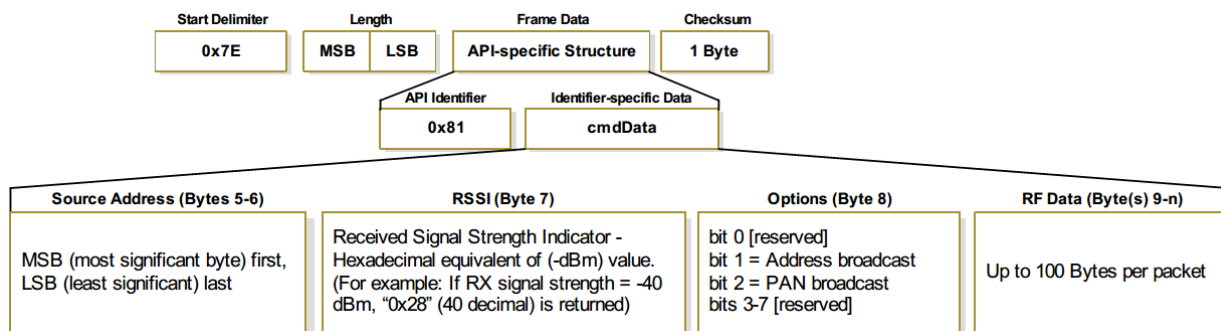 Start Delimiter Length Frame Data Checksum
0x7E MSB LSB API-specific Structure 1 Byte
API Identifier Identifier-specific Data
0x81 cmdData
Source Address (Bytes 5-6)
MSB (most significant byte) first,
LSB (least significant) last
RSSI (Byte 7)
Received Signal Strength Indicator -
Hexadecimal equivalent of (-dBm) value.
(For example: If RX signal strength = -40
dBm, “0x28” (40 decimal) is returned)
Options (Byte 8)
bit 0 [reserved]
bit 1 = Address broadcast
bit 2 = PAN broadcast
bits 3-7 [reserved]
RF Data (Byte(s) 9-n)
Up to 100 Bytes per packet